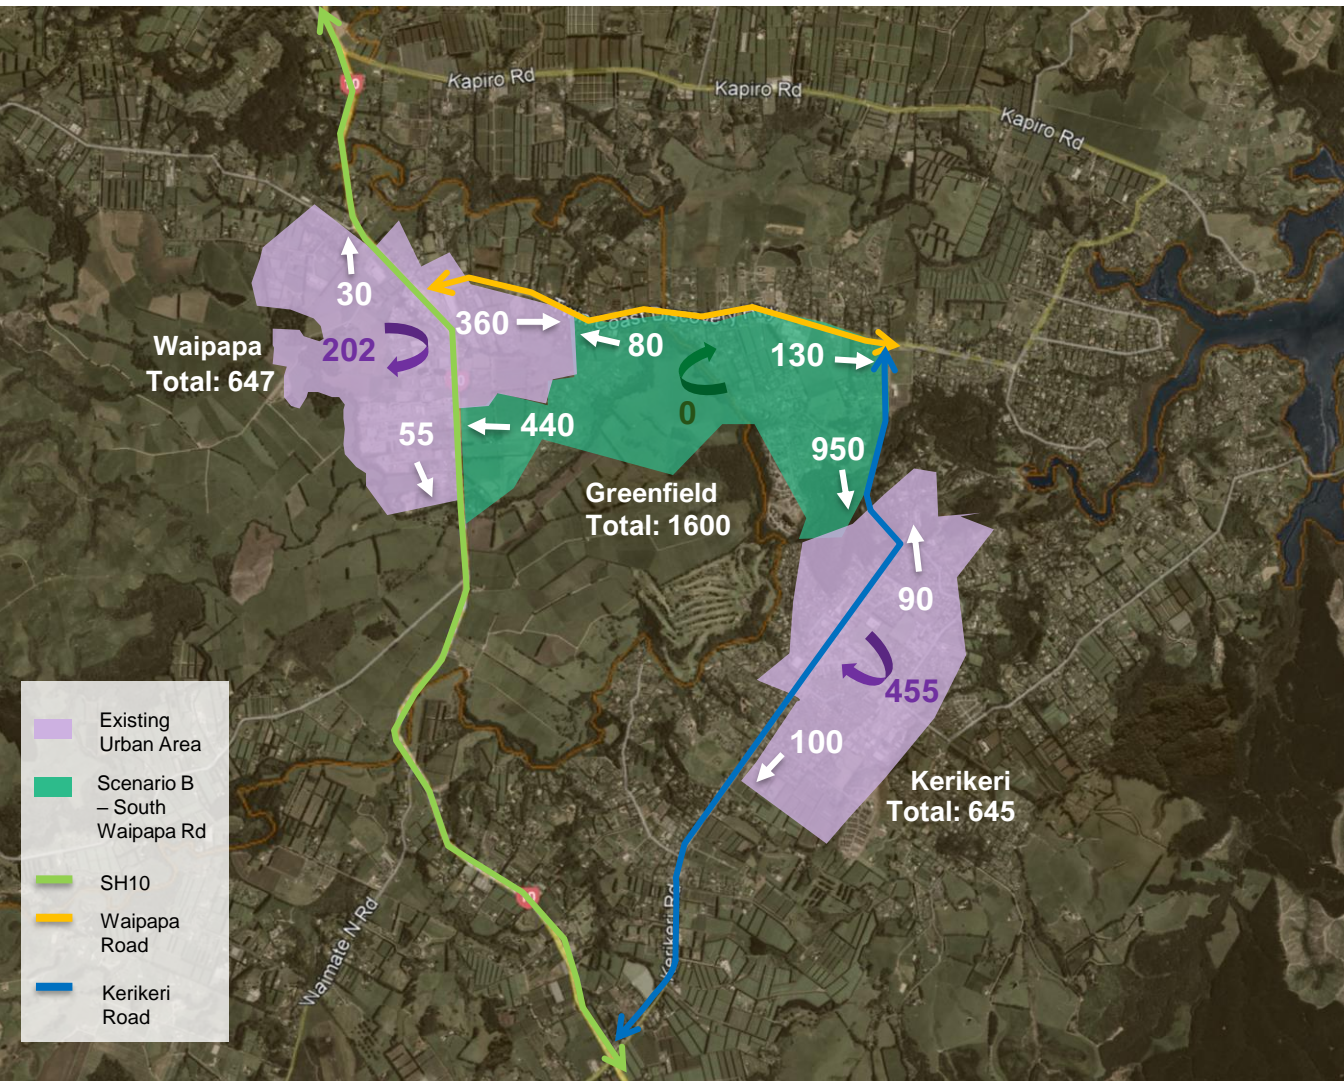 Kapiro Rd
Kapiro Rd
Kapiro Rd
30
360
80
Waipapa
Total: 647
202
130
0
55
440
950
Greenfield
Total: 1600
90
455
100
Kerikeri
Total: 645
Waimate N Rd
Kerikeri Rd
Existing
Urban Area
Scenario B
– South
Waipapa Rd
SH10
Waipapa
Road
Kerikeri
Road